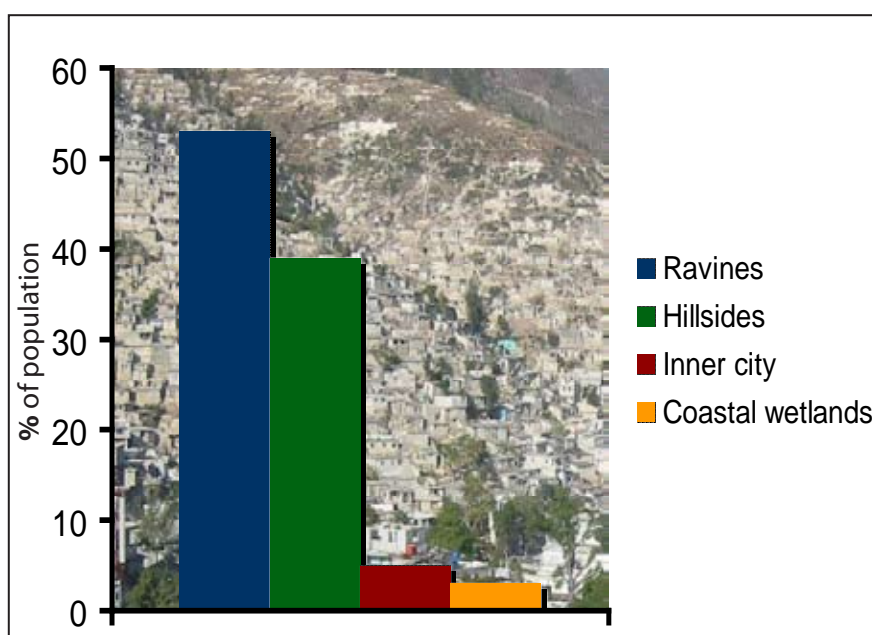 60
50
40
30
20
10
0
% of population
Ravines
Hillsides
Inner city
Coastal wetlands